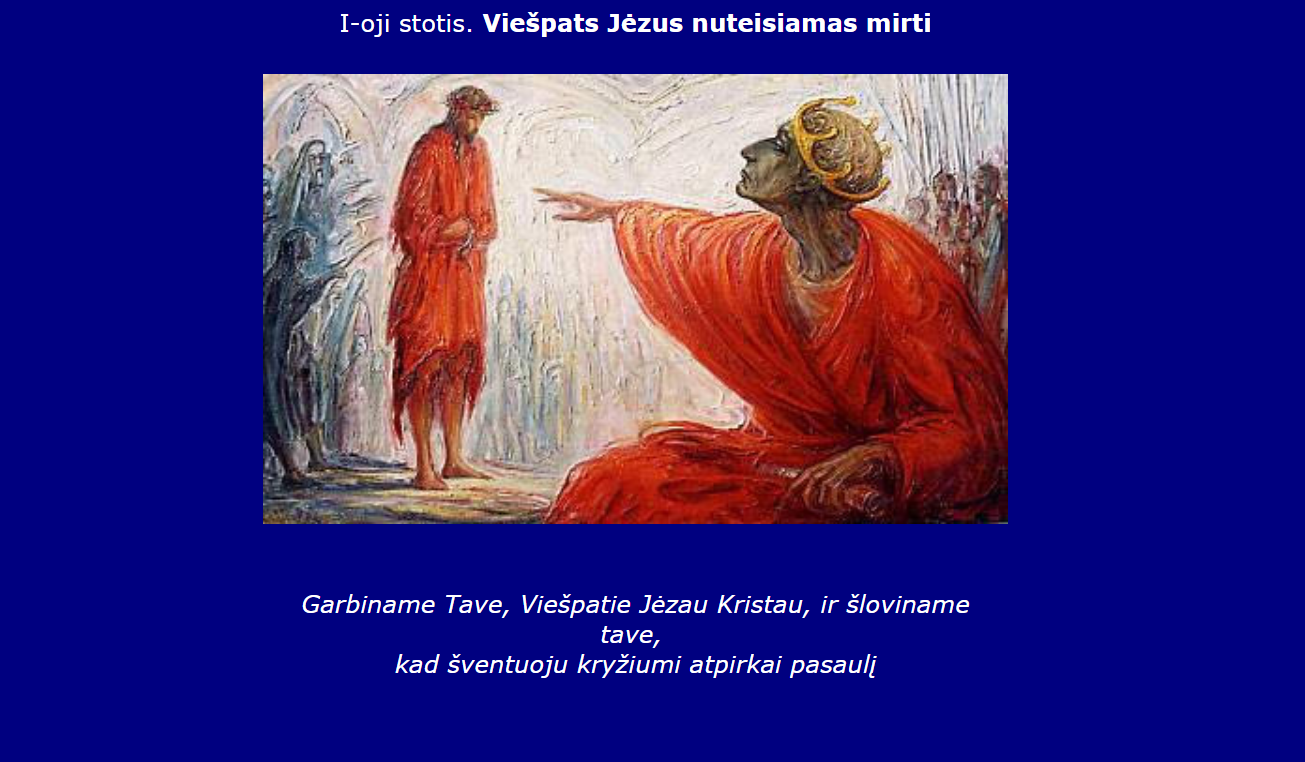 I-oji stotis. Viešpats Jėzus nuteisiamas mirti
Garbiname Tave, Viešpatie Jėzau Kristau, ir šloviname
tave,
kad šventuoju kryžiumi atpirkai pasaulį